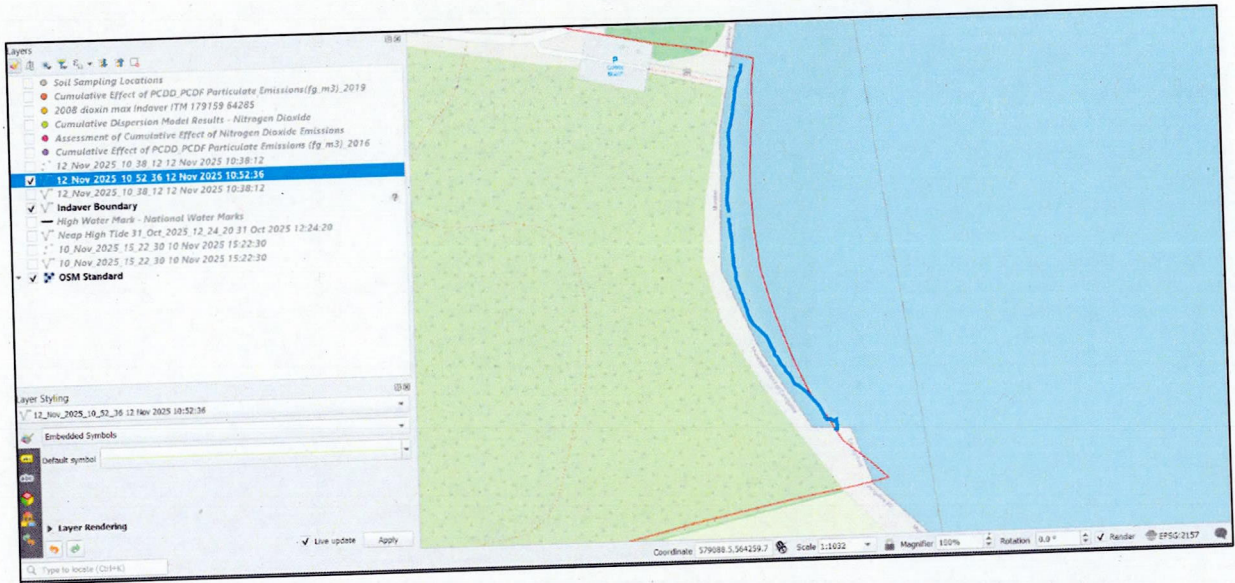 Layers
Soil Sampling Locations
Cumulative Effect of PCDD_PCDF Particulate Emissions(fg_m3)_2019
2008 dioxin max Indaver ITM 179159 64285
Cumulative Dispersion Model Results - Nitrogen Dioxide
Assessment of Cumulative Effect of Nitrogen Dioxide Emissions
Cumulative Effect of PCDD_PCDF Particulate Emissions (fg_m3)_2016
12_Nov_2025_10_38_12 12 Nov 2025 10:38:12
12_Nov_2025_10_52_36 12 Nov 2025 10:52:36
12_Nov_2025_10_38_12 12 Nov 2025 10:38:12
Indaver Boundary
High Water Mark - National Water Marks
Neap High Tide 31_Oct_2025_12_24_20 31 Oct 2025 12:24:20
10_Nov_2025_15_22_30 10 Nov 2025 15:22:30
10_Nov_2025_15_22_30 10 Nov 2025 15:22:30
OSM Standard
P
Layer Styling
12_Nov_2025_10_52_36 12 Nov 2025 10:52:36
Embedded Symbols
Default symbol
abc
abc
Layer Rendering
Live update
Apply
Type to locate (Ctrl+K)
Coordinate 579088.5,564259.7
Scale 1:1032
Magnifier 100%
Rotation 0.0 °
Render
EPSG:2157